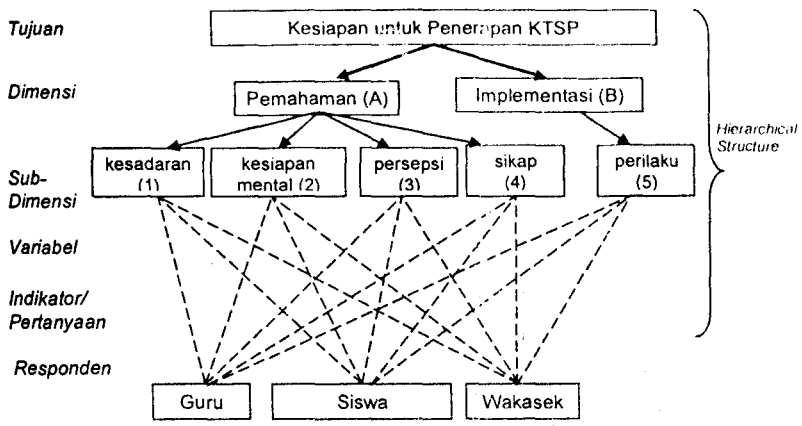 Tujuan
Kesiapan untuk Penerapan KTSP
Dimensi
Pemahaman (A)
Implementasi (B)
Hierarchical
Structure
kesadaran
(1)
kesiapan
mental (2)
persepsi
(3)
sikap
(4)
perilaku
(5)
Sub-
Dimensi
Variabel
Indikator/
Pertanyaan
Responden
Guru
Siswa
Wakasek